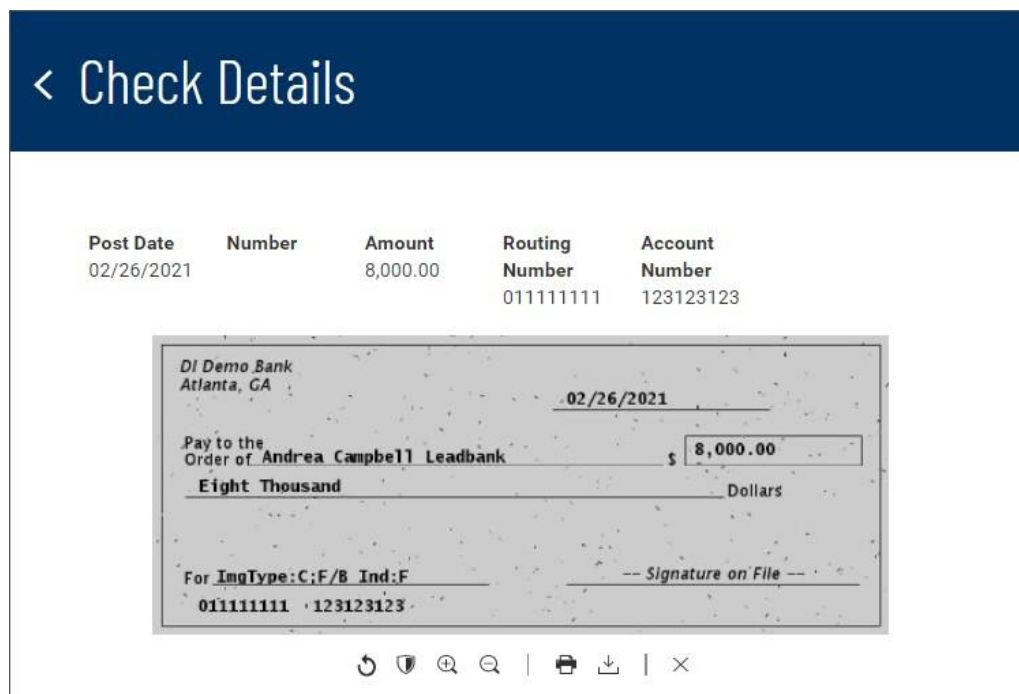 < Check Details
Post Date Number Amount Routing Number Account Number
02/26/2021 8,000.00 011111111 123123123
DI Demo Bank
Atlanta, GA
02/26/2021
Pay to the
Order of Andrea Campbell Leadbank $ 8,000.00
Eight Thousand Dollars
For ImgType:C;F/B Ind:F -- Signature on File --
011111111 123123123